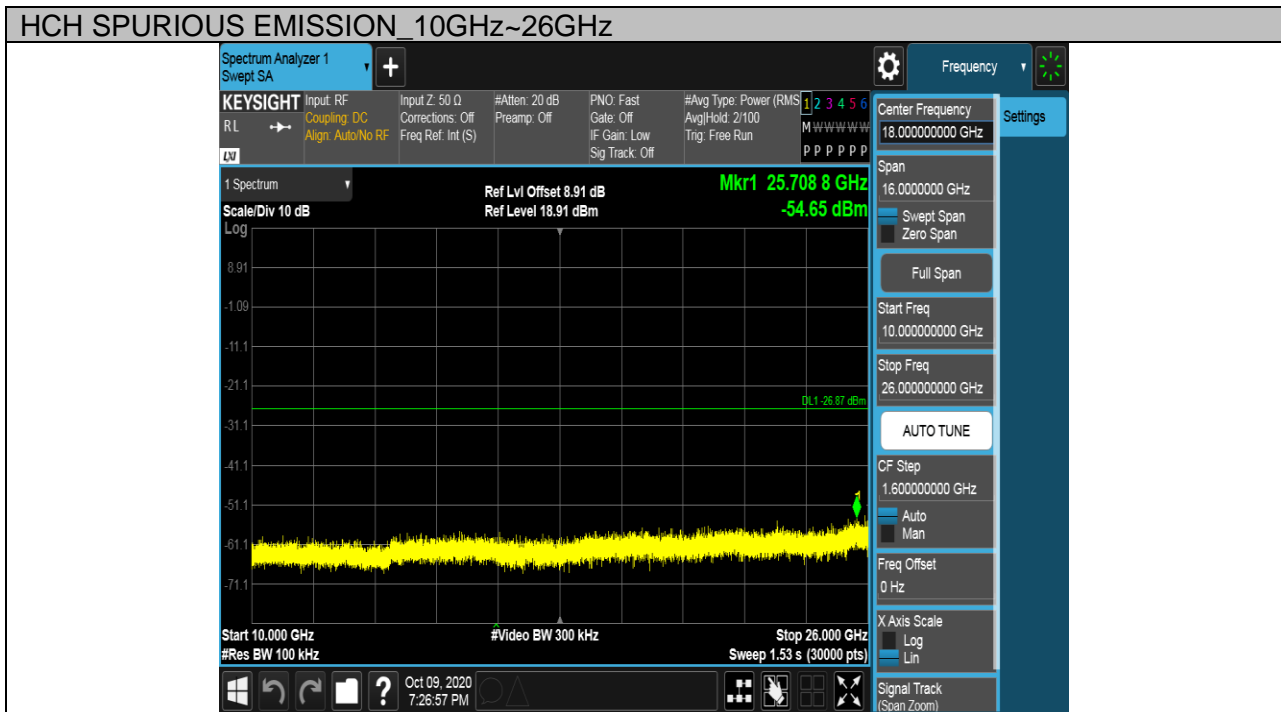 HCH SPURIOUS EMISSION_10GHz~26GHz
Spectrum Analyzer 1
Swept SA
+
Frequency
KEYSIGHT
RL
LXI
Input: RF
Coupling: DC
Align: Auto/No RF
Input Z: 50 Ω
Corrections: Off
Freq Ref: Int (S)
#Atten: 20 dB
Preamp: Off
PNO: Fast
Gate: Off
IF Gain: Low
Sig Track: Off
#Avg Type: Power (RMS
Avg|Hold: 2/100
Trig: Free Run
1 2 3 4 5 6
M W W W W W
P P P P P P
1 Spectrum
Scale/Div 10 dB
Log
Ref Lvl Offset 8.91 dB
Ref Level 18.91 dBm
Mkr1 25.708 8 GHz
-54.65 dBm
8.91
-1.09
-11.1
-21.1
DL1 -26.87 dBm
-31.1
-41.1
-51.1
1
-61.1
-71.1
Start 10.000 GHz
#Res BW 100 kHz
#Video BW 300 kHz
Stop 26.000 GHz
Sweep 1.53 s (30000 pts)
?
Oct 09, 2020
7:26:57 PM
Center Frequency
18.000000000 GHz
Span
16.0000000 GHz
Swept Span
Zero Span
Full Span
Start Freq
10.000000000 GHz
Stop Freq
26.000000000 GHz
AUTO TUNE
CF Step
1.600000000 GHz
Auto
Man
Freq Offset
0 Hz
X Axis Scale
Log
Lin
Signal Track
(Span Zoom)
Settings